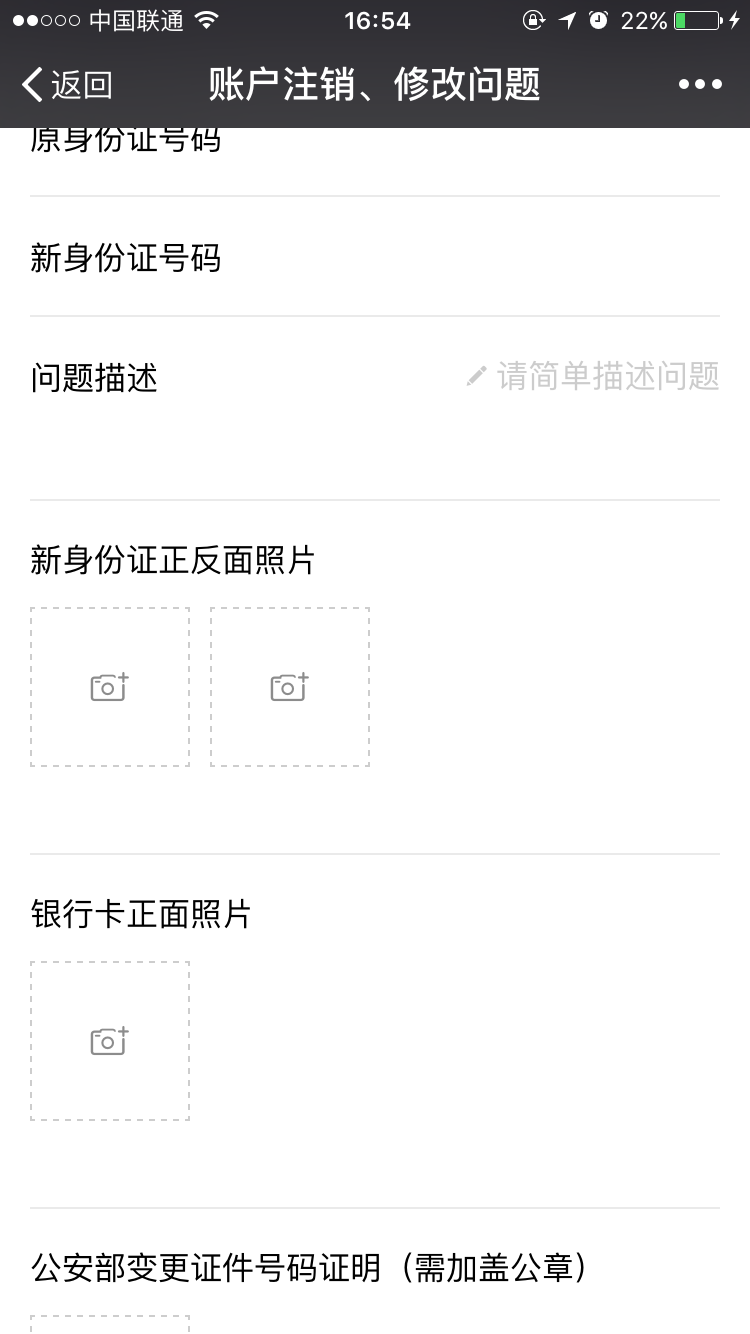 中国联通 16:54 22%
返回 账户注销、修改问题
原身份证号码
新身份证号码
问题描述 请简单描述问题
新身份证正反面照片
银行卡正面照片
公安部变更证件号码证明（需加盖公章）